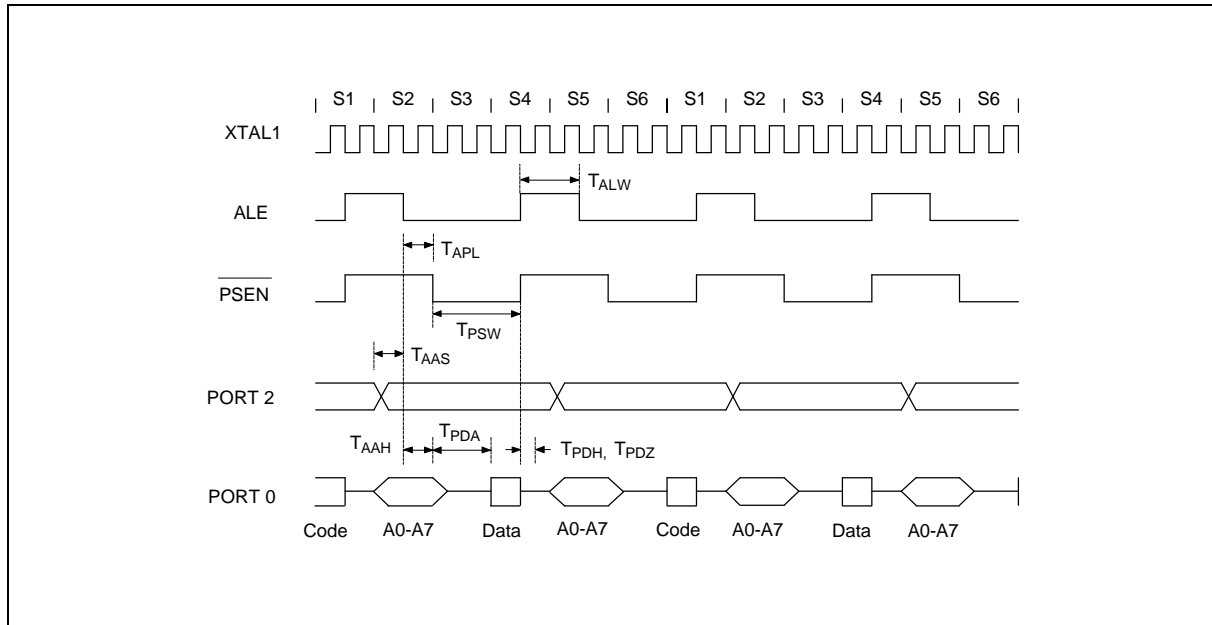 S1 S2 S3 S4 S5 S6 S1 S2 S3 S4 S5 S6
XTAL1
TALW
ALE
TAPL
PSEN
TPSW
TAAS
PORT 2
TAAH TPDA TPDH, TPDZ
PORT 0
Code A0-A7 Data A0-A7 Code A0-A7 Data A0-A7